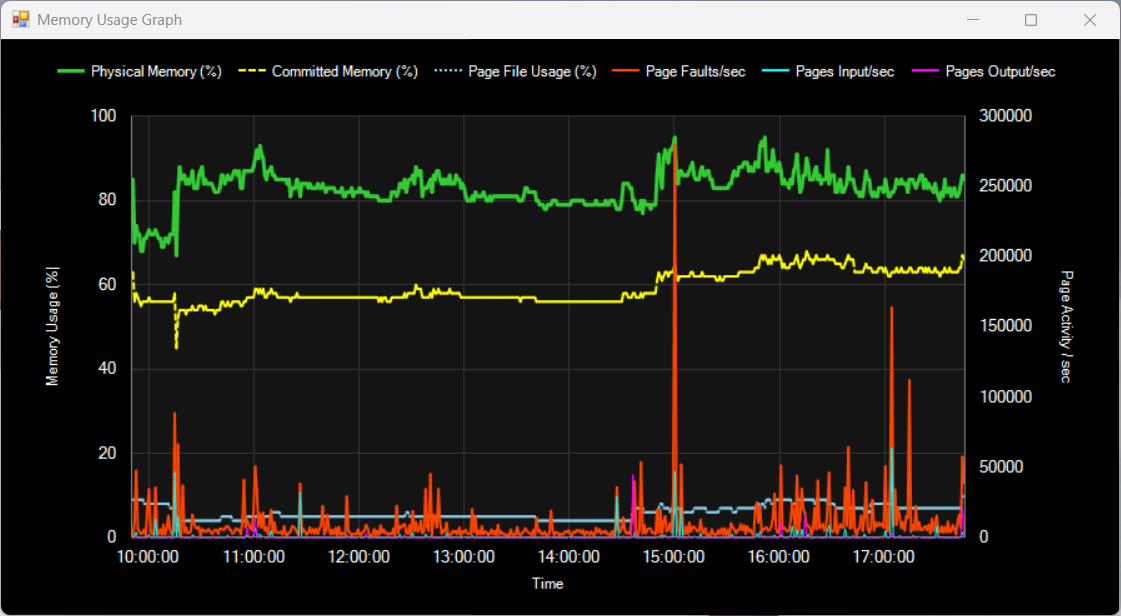 Memory Usage Graph
Physical Memory (%) Committed Memory (%) Page File Usage (%) Page Faults/sec Pages Input/sec Pages Output/sec
100 300000
80 250000
200000
60
150000
40
100000
20
50000
0 0
Memory Usage (%)
Page Activity / sec
10:00:00 11:00:00 12:00:00 13:00:00 14:00:00 15:00:00 16:00:00 17:00:00
Time